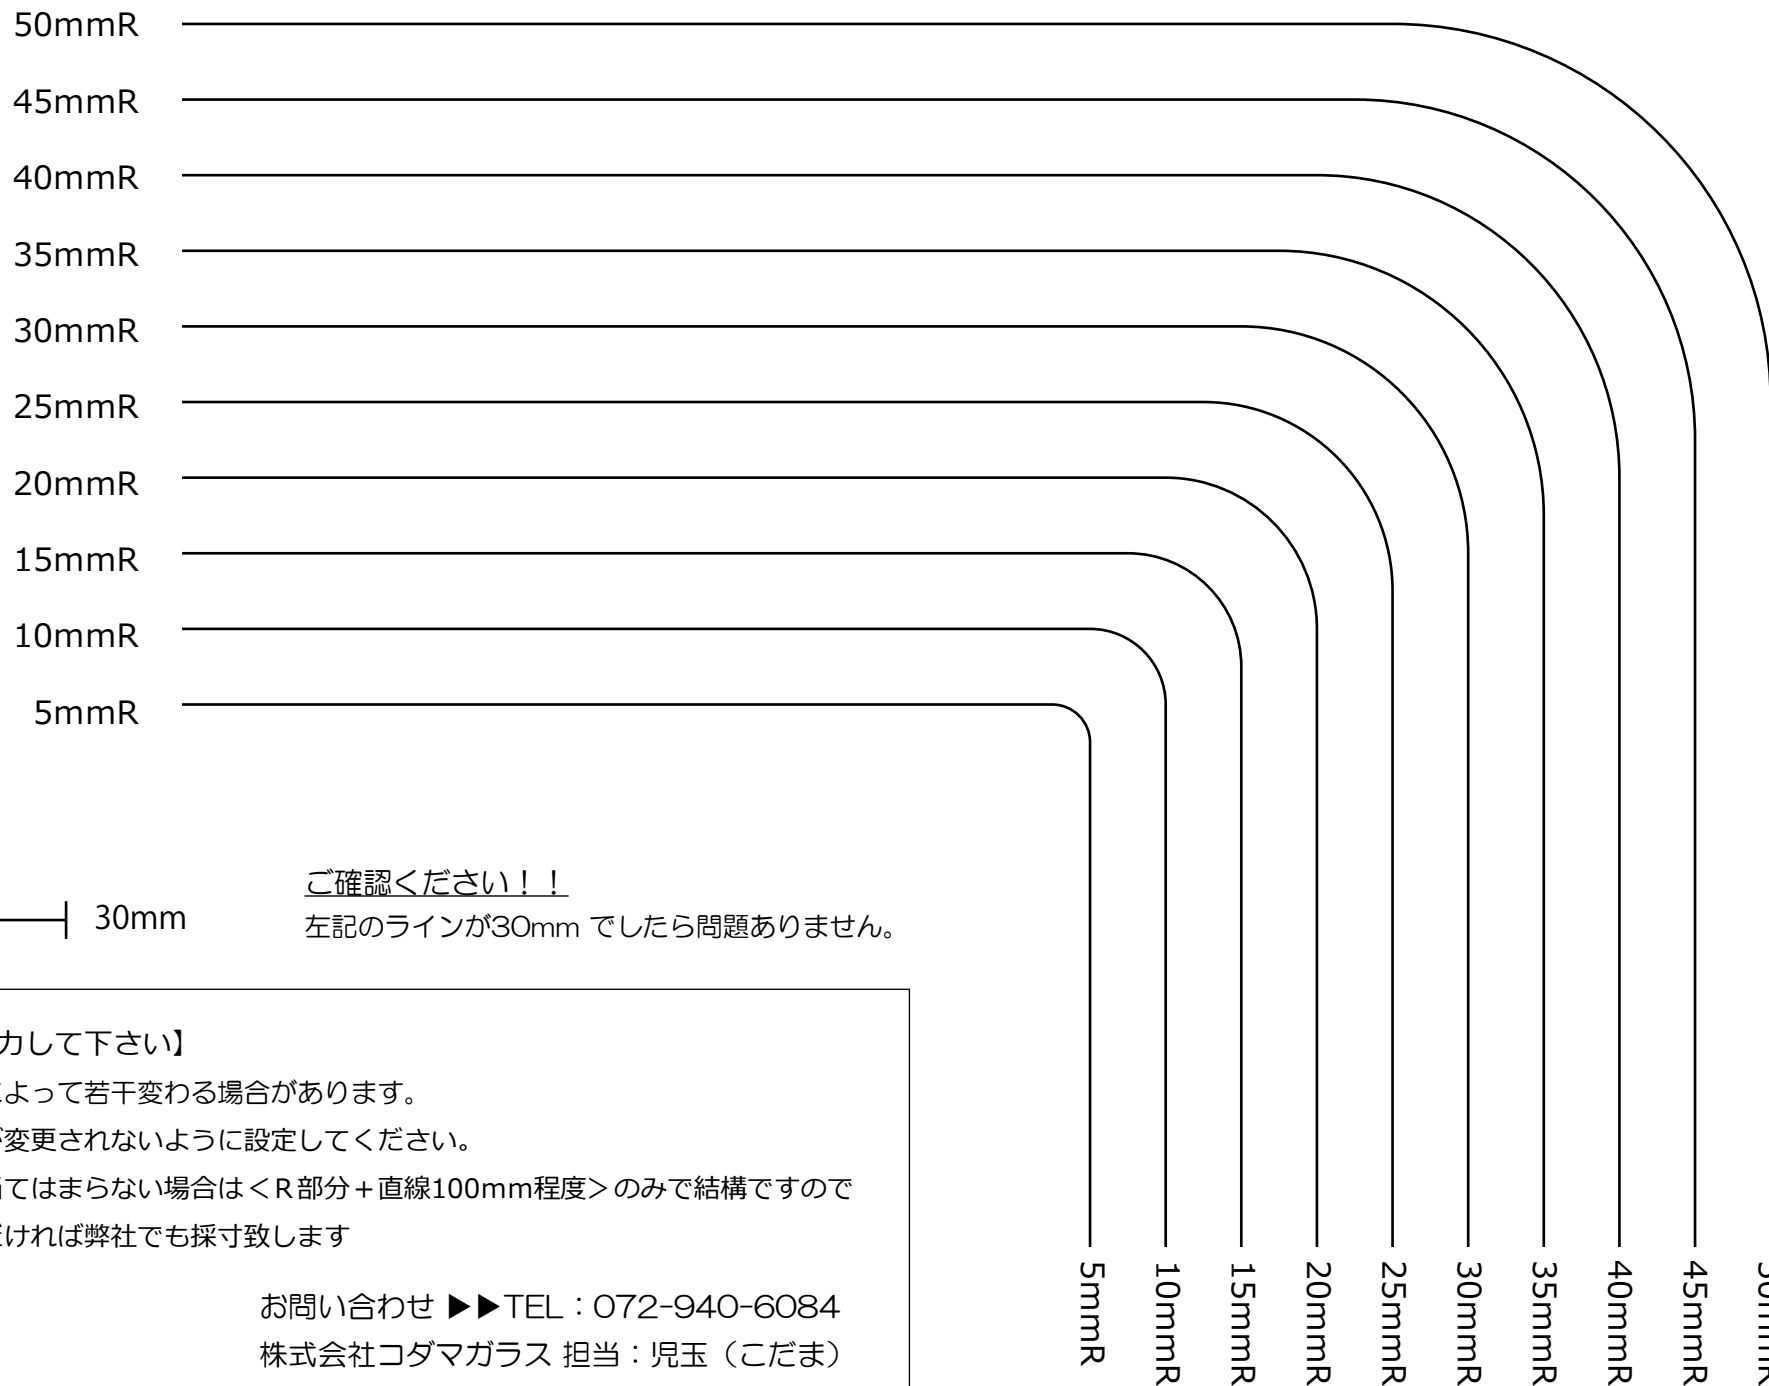 50mmR
45mmR
40mmR
35mmR
30mmR
25mmR
20mmR
15mmR
10mmR
5mmR
30mm
ご確認ください！！
左記のラインが30mm でしたら問題ありません。
力して下さい】
よって若干変わる場合があります。
変更されないように設定してください。
てはまらない場合は＜R部分＋直線100mm程度＞のみで結構ですので
ければ弊社でも採寸致します
お問い合わせ ▶▶TEL：072-940-6084
株式会社コダマガラス 担当：児玉（こだま）
5mmR
10mmR
15mmR
20mmR
25mmR
30mmR
35mmR
40mmR
45mmR